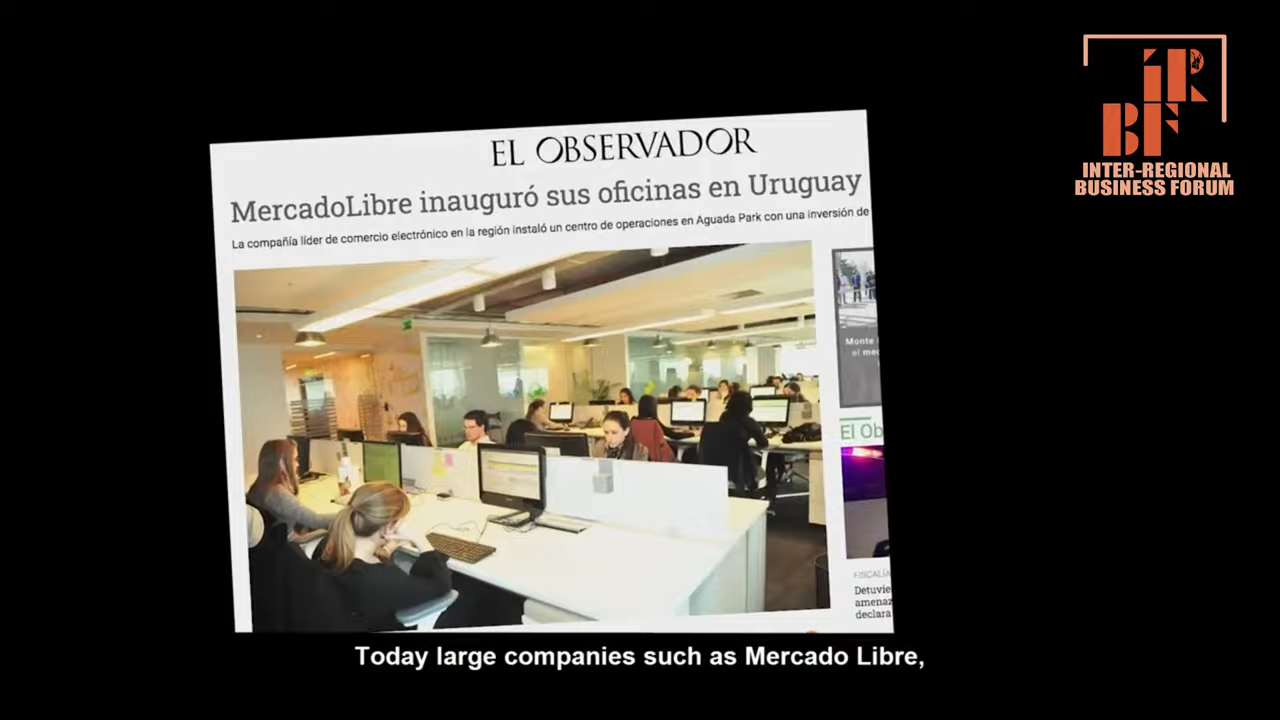 iR
BF
INTER-REGIONAL
BUSINESS FORUM
EL OBSERVADOR
MercadoLibre inauguró sus oficinas en Uruguay
La compañía líder de comercio electrónico en la región instaló un centro de operaciones en Aguada Park con una inversión de
Monte
el
El Ob
FISCALÍA
Detuvie
amenaz
declara
Today large companies such as Mercado Libre,